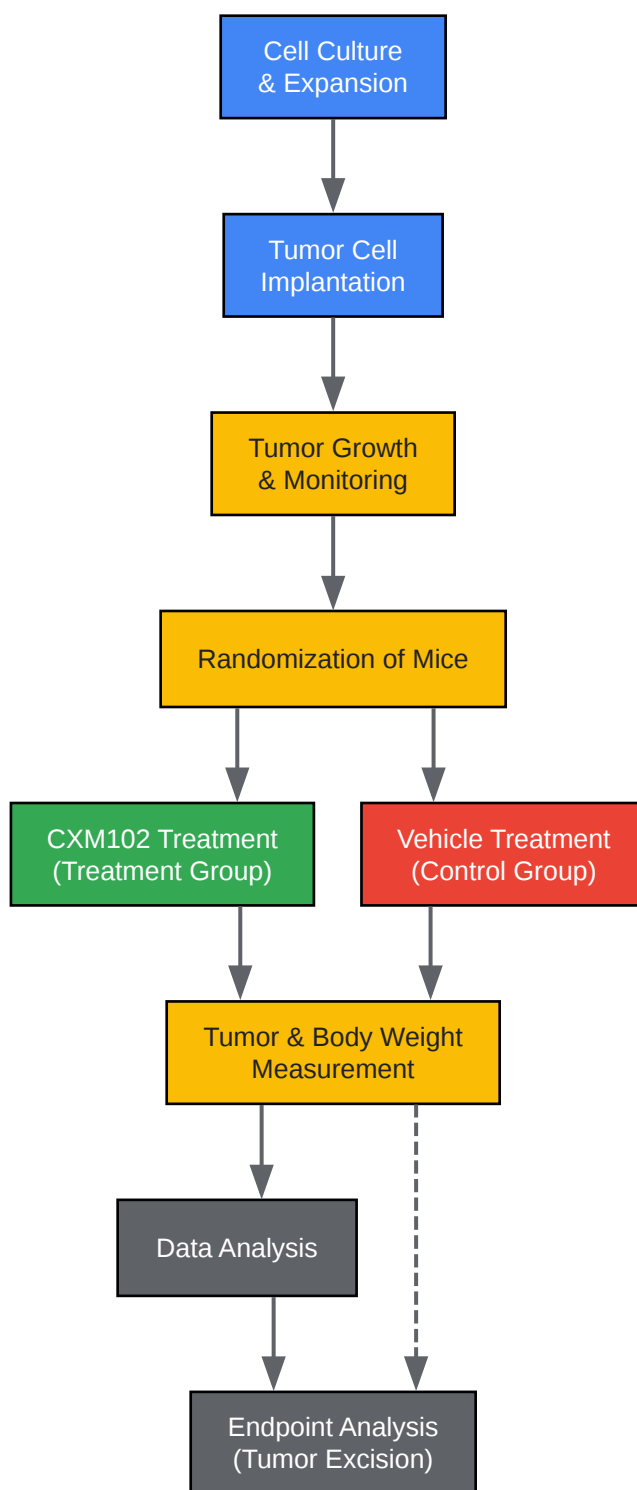 Cell Culture
& Expansion
Tumor Cell
Implantation
Tumor Growth
& Monitoring
Randomization of Mice
CXM102 Treatment
(Treatment Group)
Vehicle Treatment
(Control Group)
Tumor & Body Weight
Measurement
Data Analysis
Endpoint Analysis
(Tumor Excision)